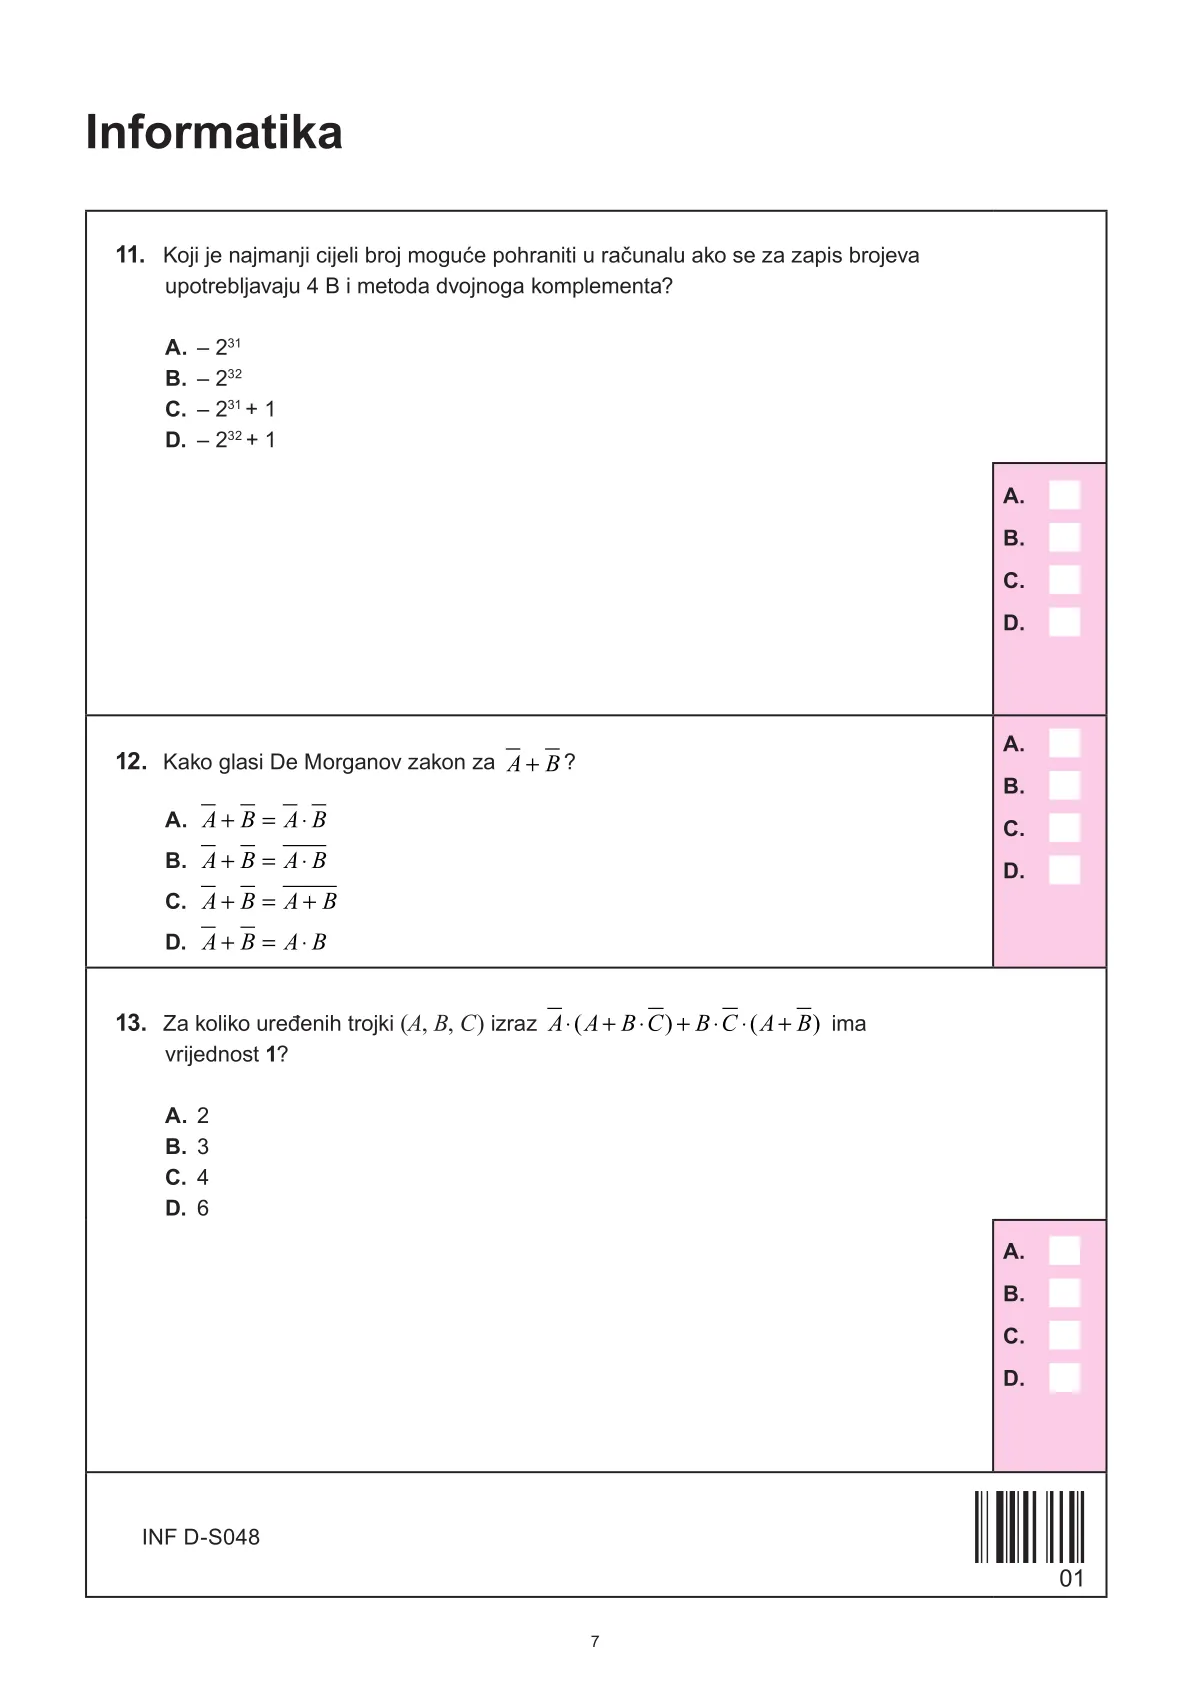 Informatika
11. Koji je najmanji cijeli broj moguće pohraniti u računalu ako se za zapis brojeva
upotrebljavaju 4 B i metoda dvojnoga komplementa?
A. – 2³¹
B. – 2³²
C. – 2³¹ + 1
D. – 2³² + 1
A.
B.
C.
D.
12. Kako glasi De Morganov zakon za A̅ + B̅ ?
A. A̅ + B̅ = A̅ · B̅
B. A̅ + B̅ = \overline{A · B}
C. A̅ + B̅ = \overline{A + B}
D. A̅ + B̅ = A · B
A.
B.
C.
D.
13. Za koliko uređenih trojki (A, B, C) izraz A̅ · (A + B · C̅) + B · C̅ · (A + B̅) ima
vrijednost 1?
A. 2
B. 3
C. 4
D. 6
A.
B.
C.
D.
INF D-S048
01
7